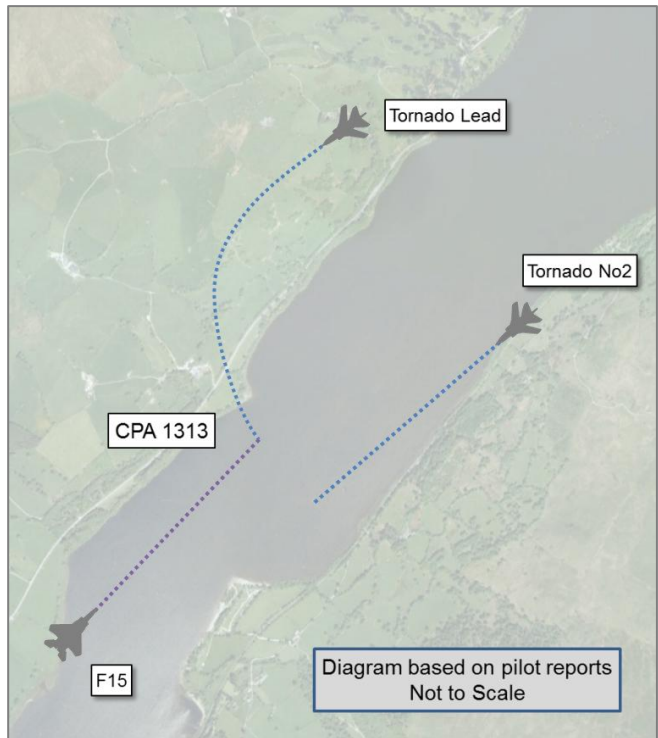 Tornado Lead
Tornado No2
CPA 1313
F15
Diagram based on pilot reports
Not to Scale